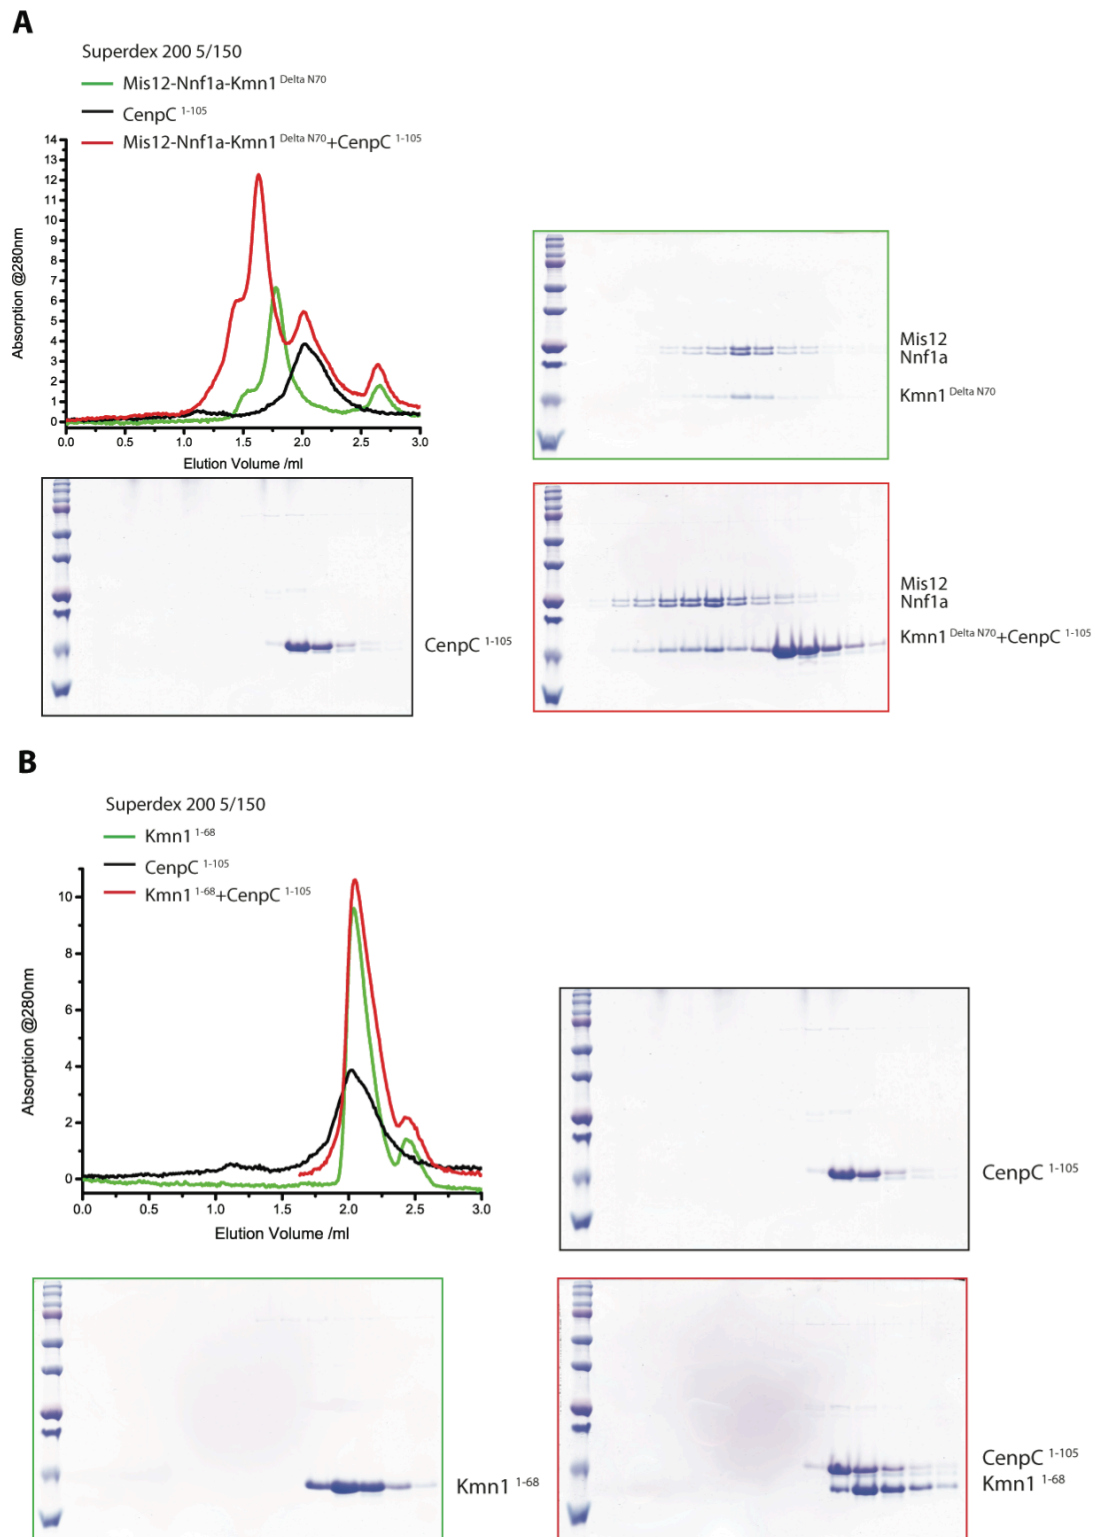 A
Superdex 200 5/150
Mis12-Nnf1a-Kmn1 Delta N70
CenpC 1-105
Mis12-Nnf1a-Kmn1 Delta N70+CenpC 1-105
14
13
12
11
10
9
8
7
6
5
4
3
2
1
0
Absorption @280nm
0.0 0.5 1.0 1.5 2.0 2.5 3.0
Elution Volume /ml
Mis12
Nnf1a
Kmn1 Delta N70
CenpC 1-105
Mis12
Nnf1a
Kmn1 Delta N70+CenpC 1-105
B
Superdex 200 5/150
Kmn1 1-68
CenpC 1-105
Kmn1 1-68+CenpC 1-105
10
8
6
4
2
0
Absorption @280nm
0.0 0.5 1.0 1.5 2.0 2.5 3.0
Elution Volume /ml
CenpC 1-105
Kmn1 1-68
CenpC 1-105
Kmn1 1-68